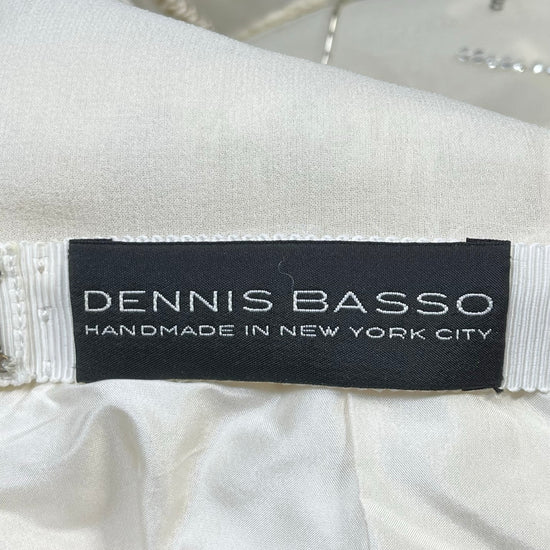 DENNIS BASSO
HANDMADE IN NEW YORK CITY